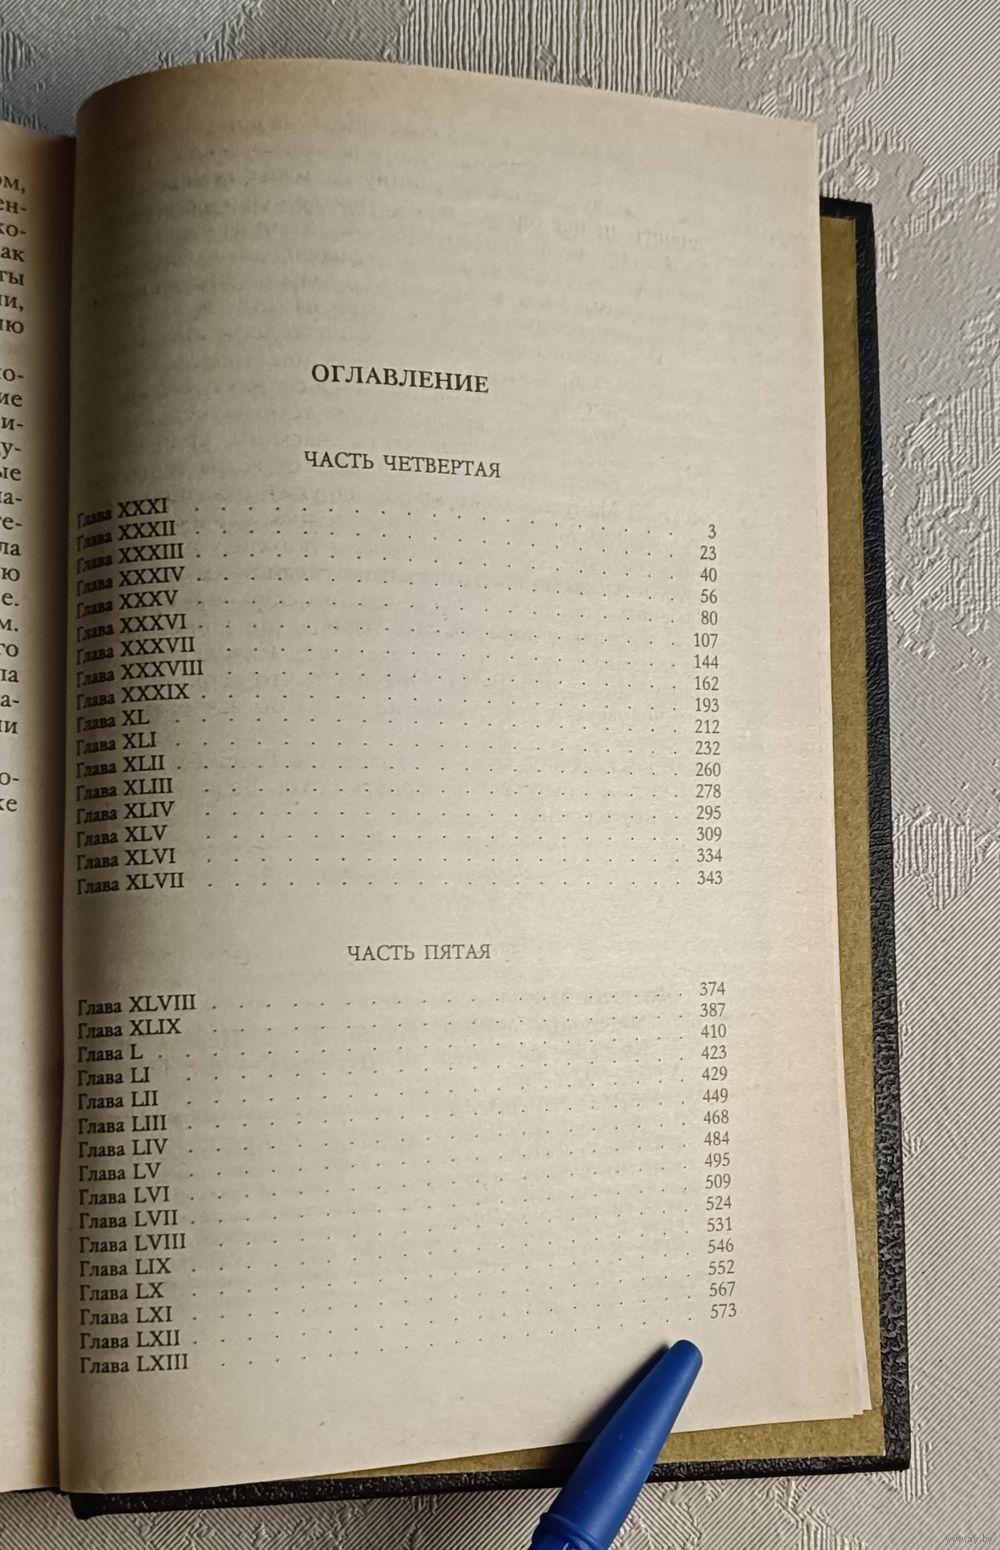 ОГЛАВЛЕНИЕ
ЧАСТЬ ЧЕТВЕРТАЯ
Глава XXXI . . . . . . . . . . . . . . . . . . 3
Глава XXXII . . . . . . . . . . . . . . . . . . 23
Глава XXXIII . . . . . . . . . . . . . . . . . . 40
Глава XXXIV . . . . . . . . . . . . . . . . . . 56
Глава XXXV . . . . . . . . . . . . . . . . . . 80
Глава XXXVI . . . . . . . . . . . . . . . . . . 107
Глава XXXVII . . . . . . . . . . . . . . . . . 144
Глава XXXVIII . . . . . . . . . . . . . . . . . 162
Глава XXXIX . . . . . . . . . . . . . . . . . . 193
Глава XL . . . . . . . . . . . . . . . . . . . 212
Глава XLI . . . . . . . . . . . . . . . . . . . 232
Глава XLII . . . . . . . . . . . . . . . . . . . 260
Глава XLIII . . . . . . . . . . . . . . . . . . 278
Глава XLIV . . . . . . . . . . . . . . . . . . 295
Глава XLV . . . . . . . . . . . . . . . . . . 309
Глава XLVI . . . . . . . . . . . . . . . . . . 334
Глава XLVII . . . . . . . . . . . . . . . . . . 343
ЧАСТЬ ПЯТАЯ
Глава XLVIII . . . . . . . . . . . . . . . . . . 374
Глава XLIX . . . . . . . . . . . . . . . . . . 387
Глава L . . . . . . . . . . . . . . . . . . . . 410
Глава LI . . . . . . . . . . . . . . . . . . . 423
Глава LII . . . . . . . . . . . . . . . . . . . 429
Глава LIII . . . . . . . . . . . . . . . . . . . 449
Глава LIV . . . . . . . . . . . . . . . . . . . 468
Глава LV . . . . . . . . . . . . . . . . . . . 484
Глава LVI . . . . . . . . . . . . . . . . . . . 495
Глава LVII . . . . . . . . . . . . . . . . . . . 509
Глава LVIII . . . . . . . . . . . . . . . . . . 524
Глава LIX . . . . . . . . . . . . . . . . . . . 531
Глава LX . . . . . . . . . . . . . . . . . . . 546
Глава LXI . . . . . . . . . . . . . . . . . . . 552
Глава LXII . . . . . . . . . . . . . . . . . . . 567
Глава LXIII . . . . . . . . . . . . . . . . . . 573
www.ay.by